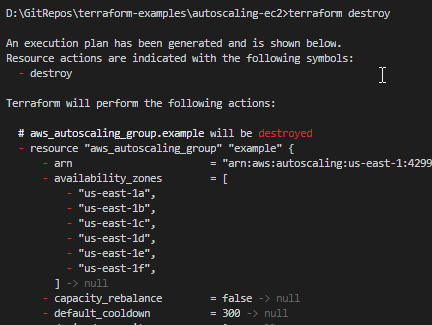 D:\GitRepos\terraform-examples\autoscaling-ec2>terraform destroy
An execution plan has been generated and is shown below.
Resource actions are indicated with the following symbols:
- destroy
Terraform will perform the following actions:
# aws_autoscaling_group.example will be destroyed
- resource "aws_autoscaling_group" "example" {
- arn = "arn:aws:autoscaling:us-east-1:4299
- availability_zones = [
- "us-east-1a",
- "us-east-1b",
- "us-east-1c",
- "us-east-1d",
- "us-east-1e",
- "us-east-1f",
] -> null
- capacity_rebalance = false -> null
- default_cooldown = 300 -> null